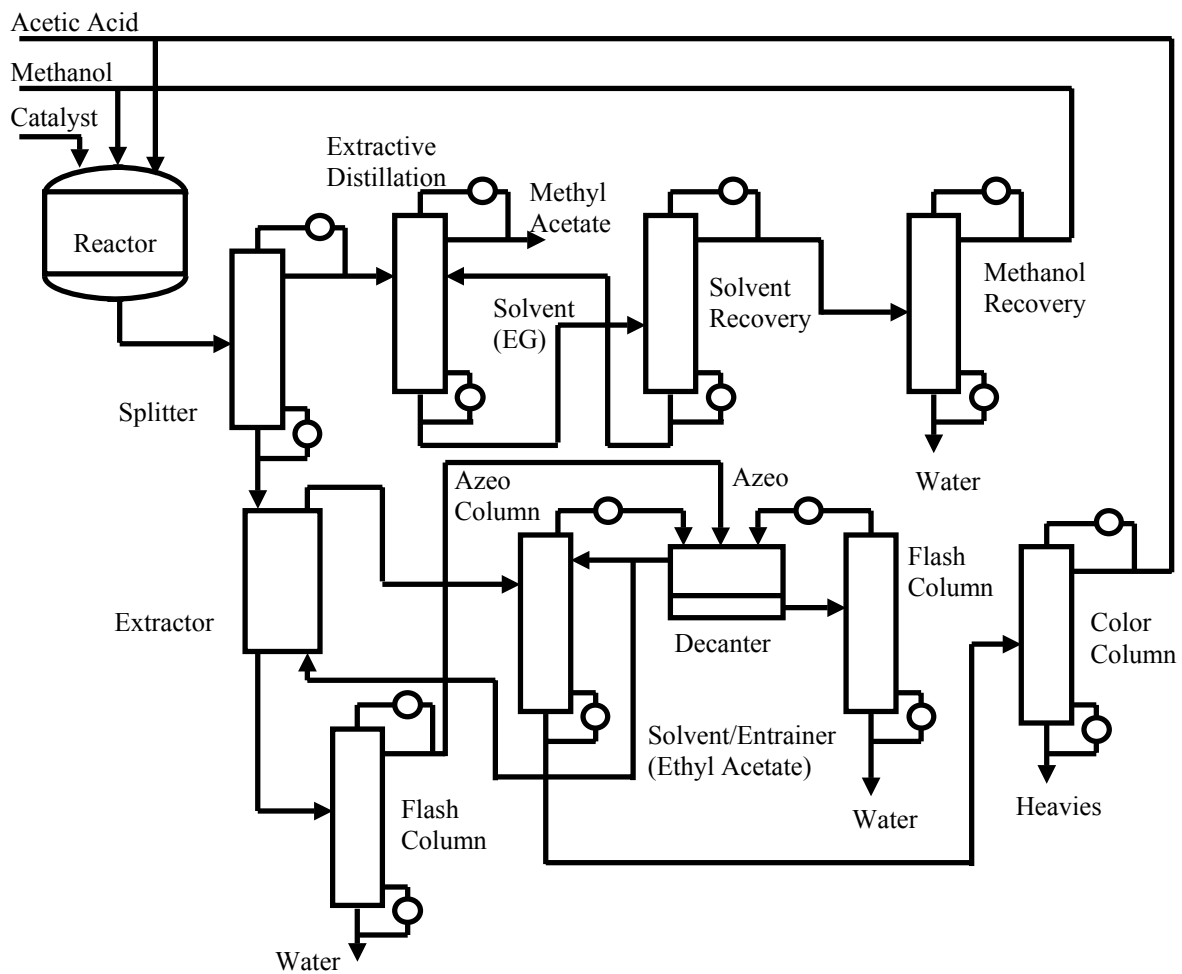 Acetic Acid
Methanol
Catalyst
Reactor
Extractive
Distillation
Methyl
Acetate
Solvent
(EG)
Solvent
Recovery
Methanol
Recovery
Splitter
Water
Azeo
Column
Azeo
Flash
Column
Extractor
Decanter
Color
Column
Solvent/Entrainer
(Ethyl Acetate)
Flash
Column
Water
Heavies
Water